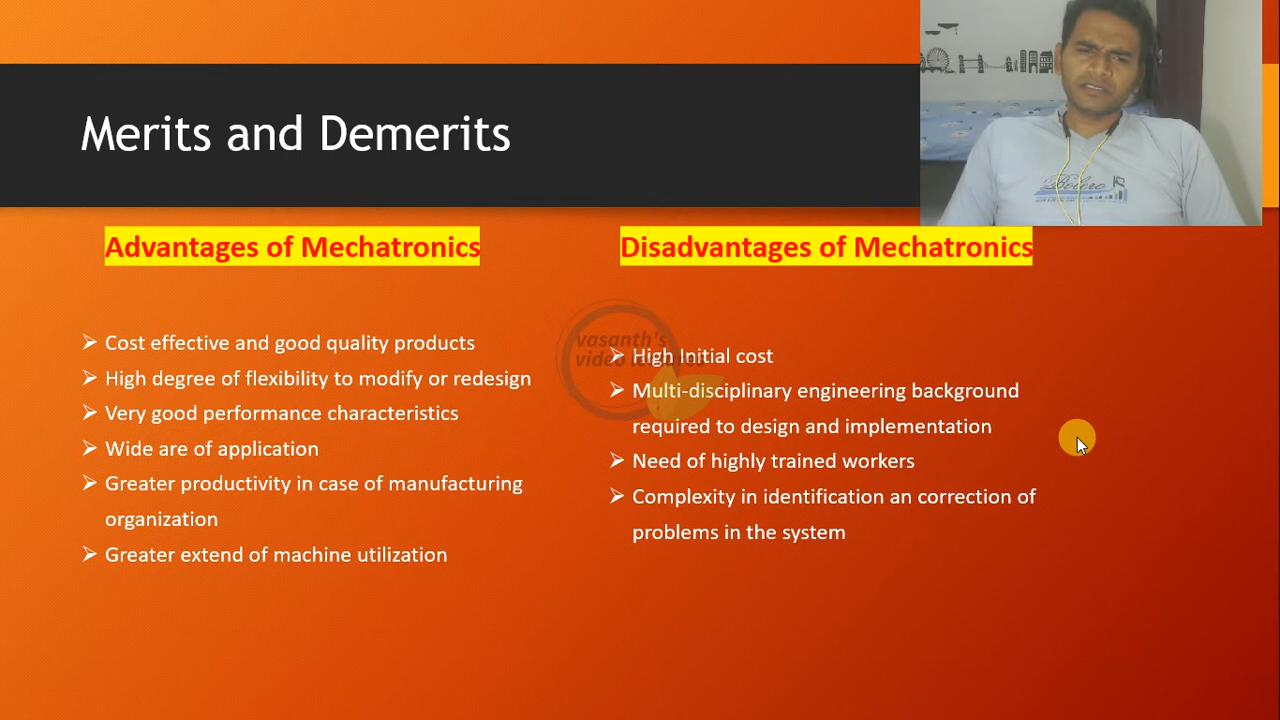 Merits and Demerits
Advantages of Mechatronics
➢ Cost effective and good quality products
➢ High degree of flexibility to modify or redesign
➢ Very good performance characteristics
➢ Wide are of application
➢ Greater productivity in case of manufacturing
organization
➢ Greater extend of machine utilization
Disadvantages of Mechatronics
➢ High Initial cost
➢ Multi-disciplinary engineering background
required to design and implementation
➢ Need of highly trained workers
➢ Complexity in identification an correction of
problems in the system
vasanth's
video
Bolero